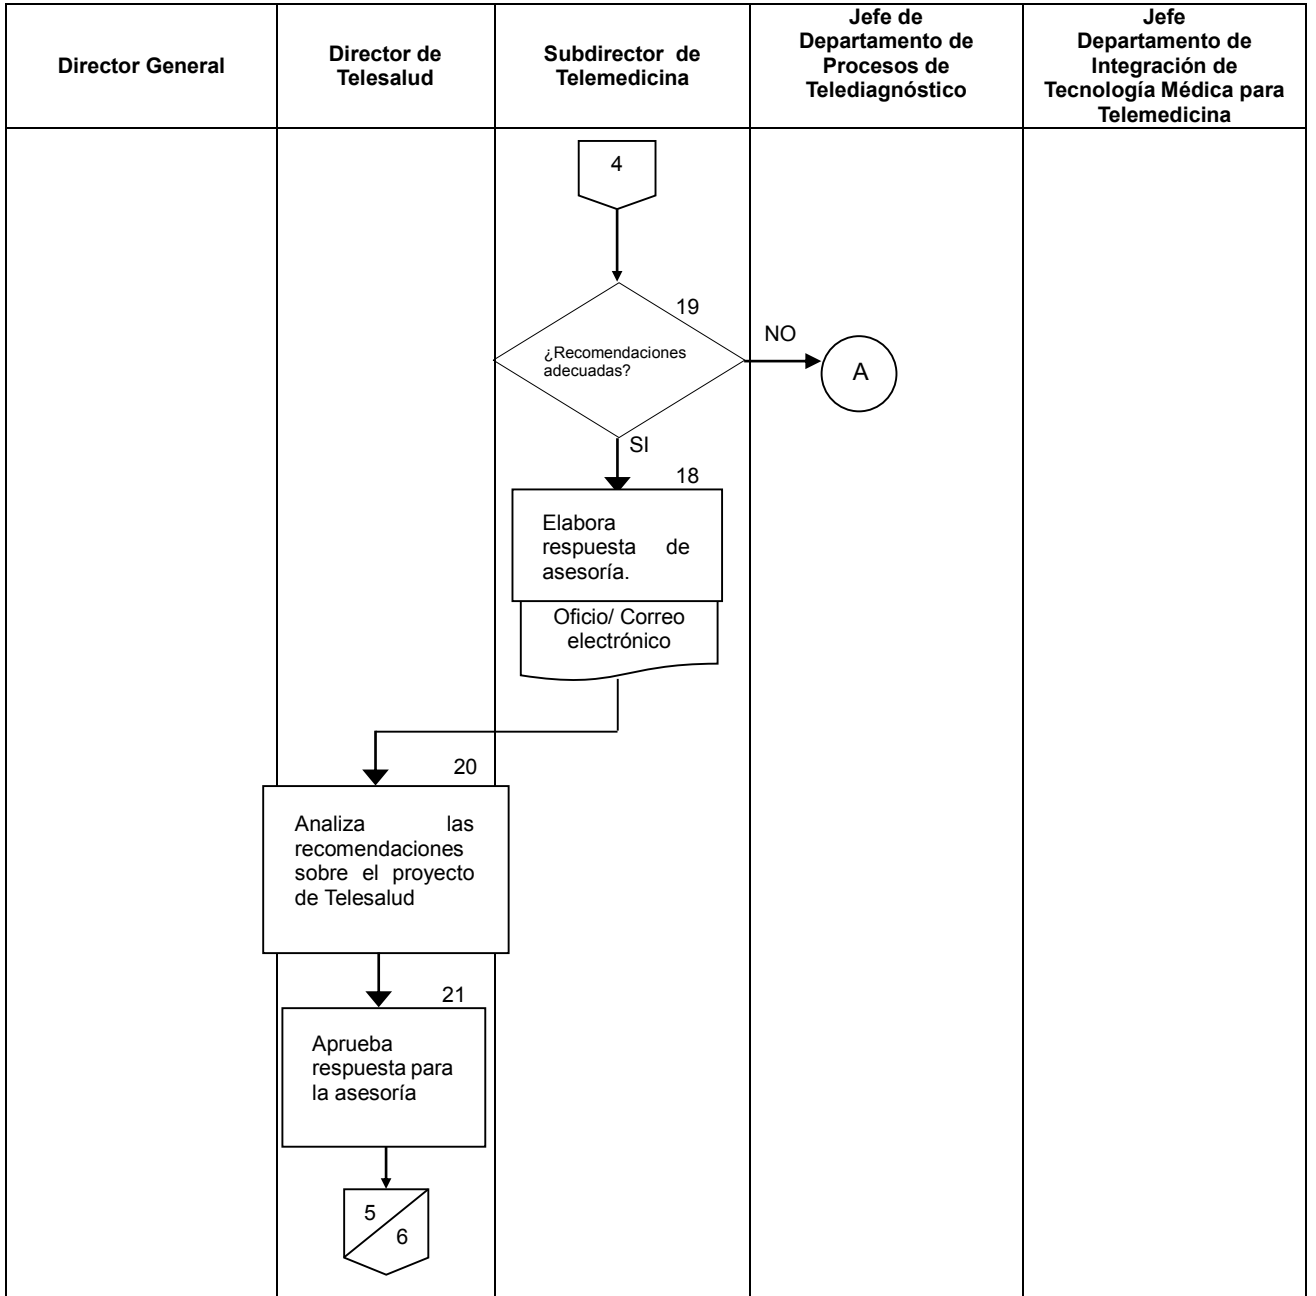 Director General
Director de
Telesalud
Subdirector de
Telemedicina
Jefe de
Departamento de
Procesos de
Telediagnóstico
Jefe
Departamento de
Integración de
Tecnología Médica para
Telemedicina
4
19
¿Recomendaciones
adecuadas?
NO
A
SI
18
Elabora
respuesta de
asesoría.
Oficio/ Correo
electrónico
20
Analiza las
recomendaciones
sobre el proyecto
de Telesalud
21
Aprueba
respuesta para
la asesoría
5
6